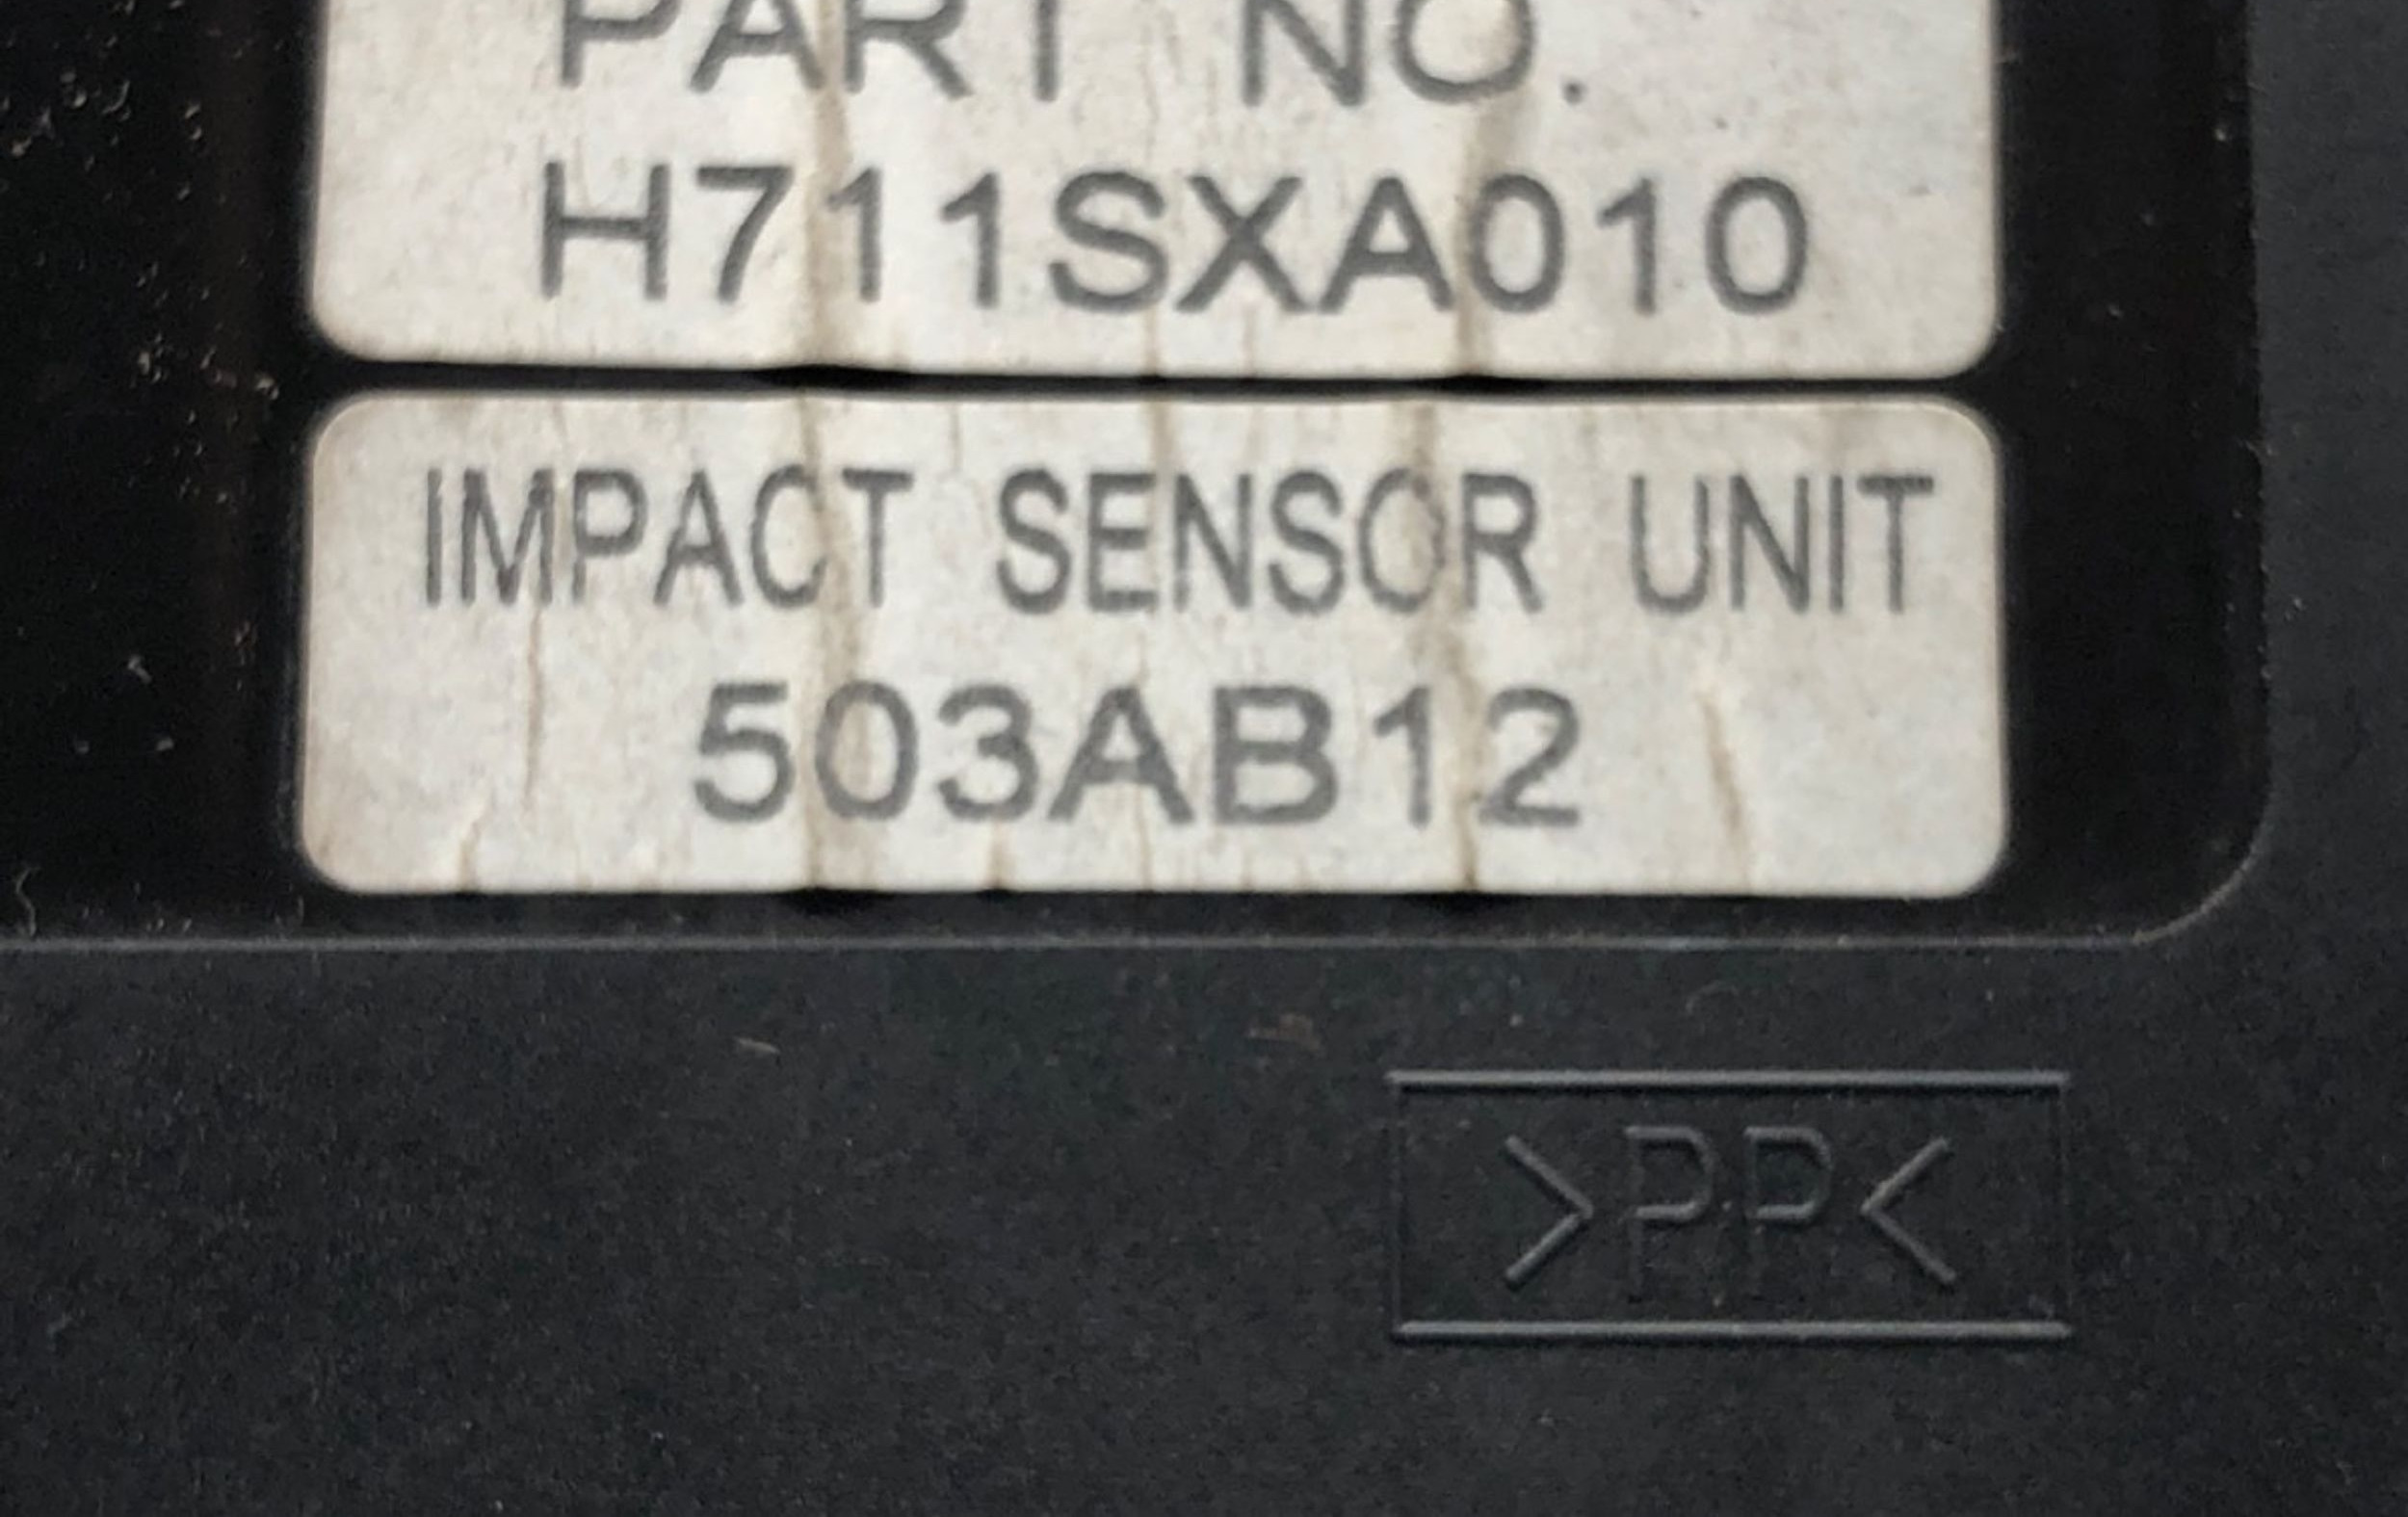 PART NO.
H711SXA010
IMPACT SENSOR UNIT
503AB12
>PP<